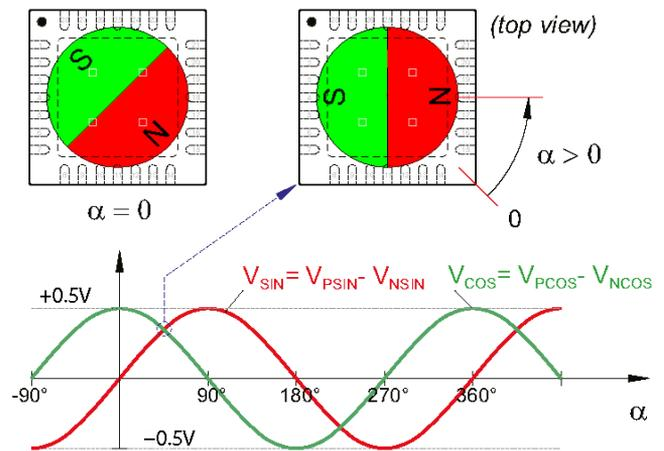 (top view)
S
N
S
N
α > 0
α = 0
0
V_SIN = V_PSIN - V_NSIN
V_COS = V_PCOS - V_NCOS
+0.5V
-90°
90°
180°
270°
360°
α
−0.5V